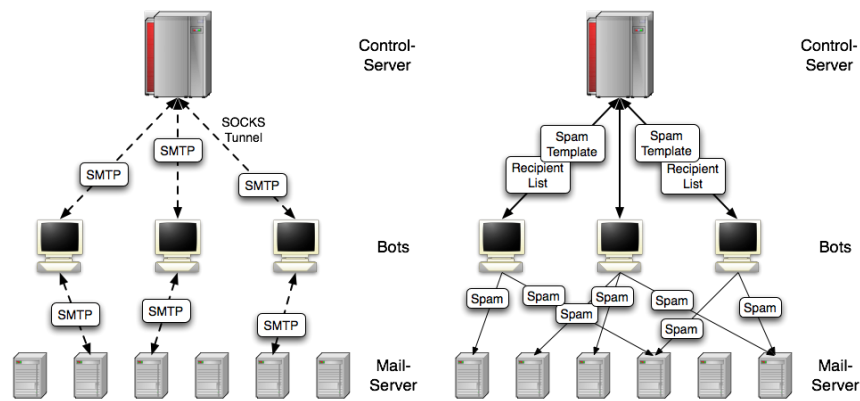 Control-
Server
SOCKS
Tunnel
SMTP
SMTP
SMTP
Bots
SMTP
SMTP
SMTP
Mail-
Server
Control-
Server
Spam
Template
Spam
Template
Recipient
List
Recipient
List
Bots
Spam
Spam
Spam
Spam
Spam
Spam
Spam
Mail-
Server